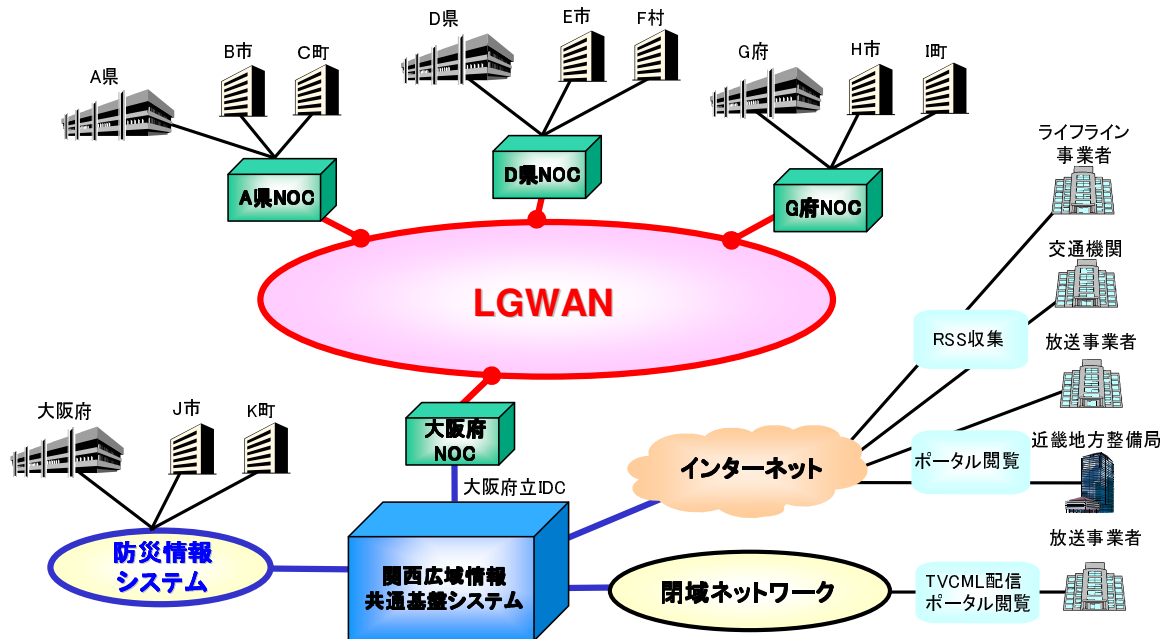 D県
E市
F村
A県
B市
C町
G府
H市
I町
D県NOC
A県NOC
G府NOC
LGWAN
ライフライン
事業者
交通機関
RSS収集
放送事業者
大阪府
J市
K町
大阪府
NOC
インターネット
ポータル閲覧
近畿地方整備局
大阪府立IDC
防災情報
システム
関西広域情報
共通基盤システム
閉域ネットワーク
放送事業者
TVCML配信
ポータル閲覧